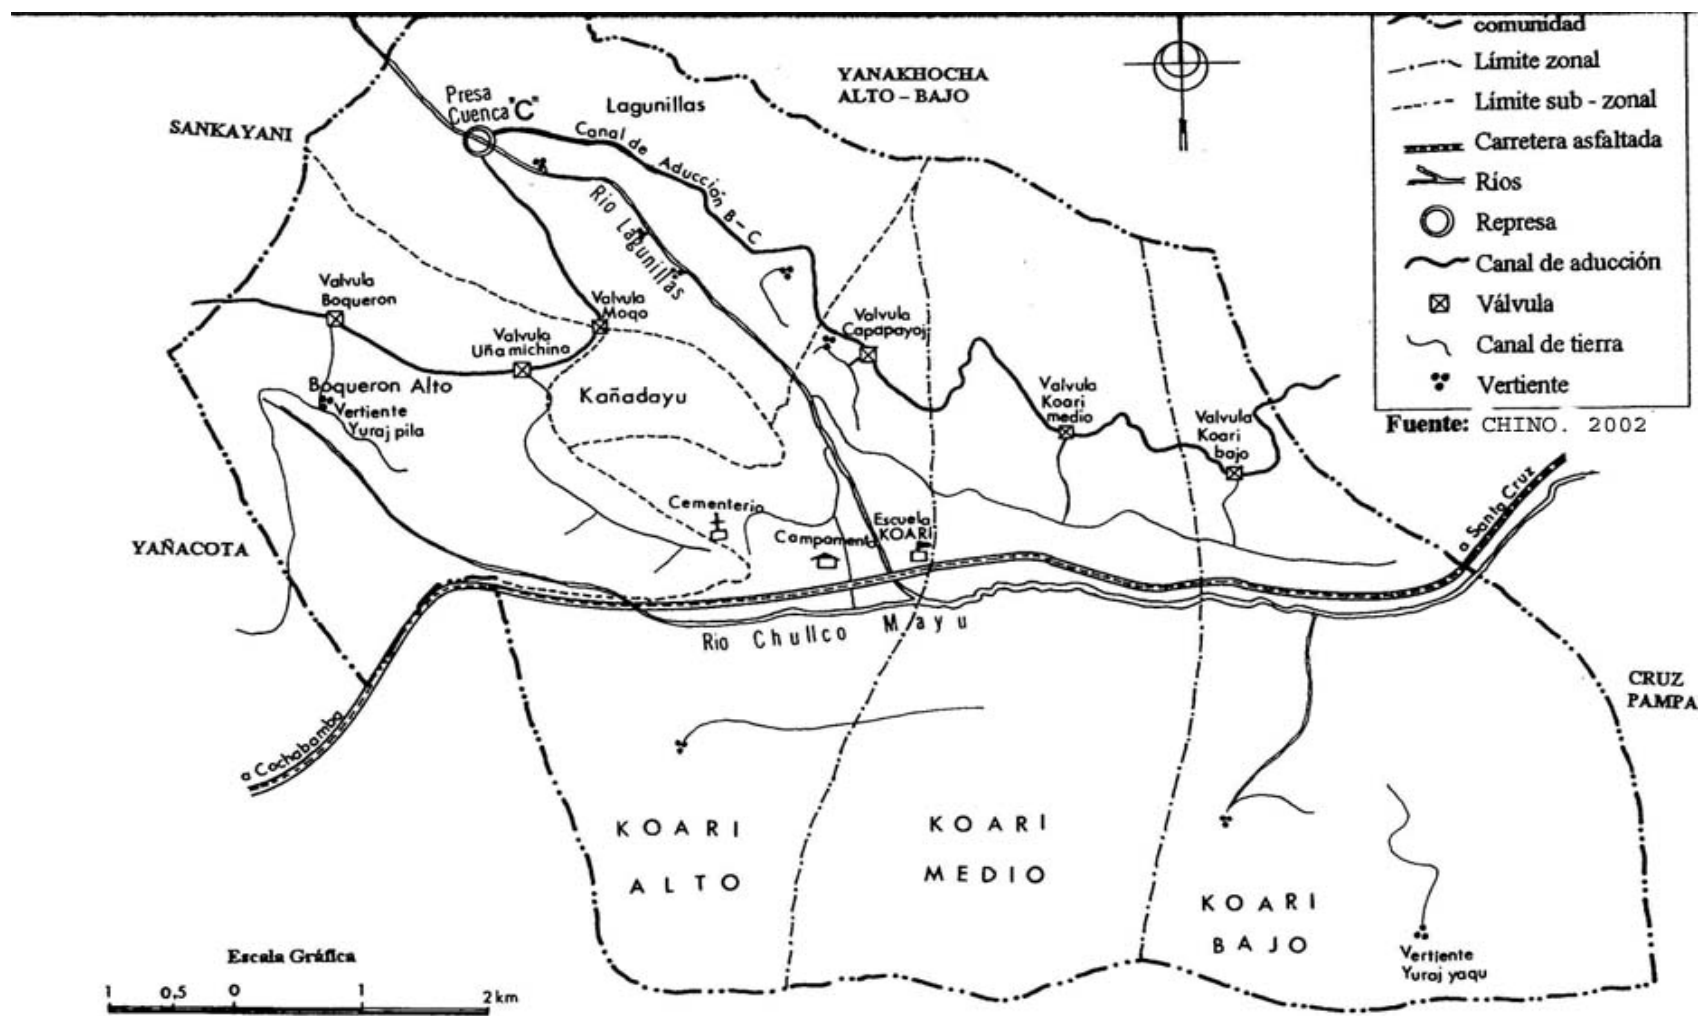 YANAKHOCHA
ALTO – BAJO
Presa
Cuenca "C"
Lagunillas
SANKAYANI
Canal de Aducción B – C
Rio Lagunillas
Valvula
Boqueron
Valvula
Moqo
Valvula
Uña michina
Valvula
Capapayoj
Boqueron Alto
Kañadayu
Vertiente
Yuraj pila
Valvula
Koari
medio
Valvula
Koari
bajo
Cementerio
Campamento
Escuela
KOARI
YAÑACOTA
a Santa Cruz
Rio Chullco Mayu
a Cochabamba
CRUZ
PAMPA
KOARI
ALTO
KOARI
MEDIO
KOARI
BAJO
Vertiente
Yuraj yaqu
Escala Gráfica
1 0,5 0 1 2 km
comunidad
Límite zonal
Límite sub - zonal
Carretera asfaltada
Ríos
Represa
Canal de aducción
Válvula
Canal de tierra
Vertiente
Fuente: CHINO. 2002